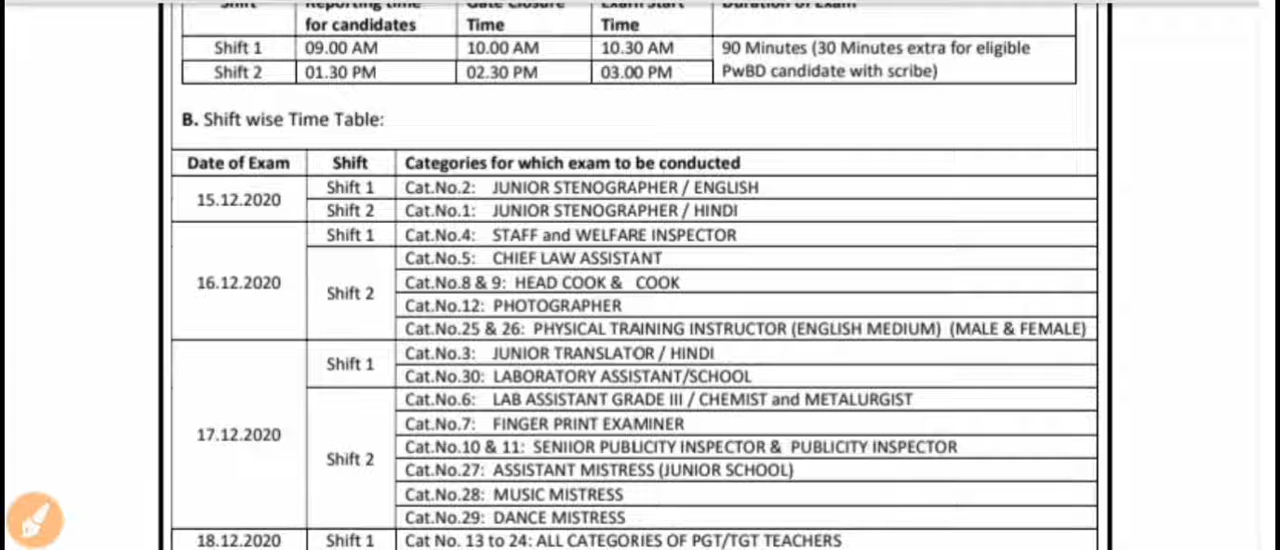 for candidates Time Time
Shift 1 09.00 AM 10.00 AM 10.30 AM 90 Minutes (30 Minutes extra for eligible
Shift 2 01.30 PM 02.30 PM 03.00 PM PwBD candidate with scribe)
B. Shift wise Time Table:
Date of Exam Shift Categories for which exam to be conducted
15.12.2020 Shift 1 Cat.No.2: JUNIOR STENOGRAPHER / ENGLISH
Shift 2 Cat.No.1: JUNIOR STENOGRAPHER / HINDI
16.12.2020 Shift 1 Cat.No.4: STAFF and WELFARE INSPECTOR
Shift 2 Cat.No.5: CHIEF LAW ASSISTANT
Cat.No.8 & 9: HEAD COOK & COOK
Cat.No.12: PHOTOGRAPHER
Cat.No.25 & 26: PHYSICAL TRAINING INSTRUCTOR (ENGLISH MEDIUM) (MALE & FEMALE)
17.12.2020 Shift 1 Cat.No.3: JUNIOR TRANSLATOR / HINDI
Cat.No.30: LABORATORY ASSISTANT/SCHOOL
Shift 2 Cat.No.6: LAB ASSISTANT GRADE III / CHEMIST and METALURGIST
Cat.No.7: FINGER PRINT EXAMINER
Cat.No.10 & 11: SENIIOR PUBLICITY INSPECTOR & PUBLICITY INSPECTOR
Cat.No.27: ASSISTANT MISTRESS (JUNIOR SCHOOL)
Cat.No.28: MUSIC MISTRESS
Cat.No.29: DANCE MISTRESS
18.12.2020 Shift 1 Cat No. 13 to 24: ALL CATEGORIES OF PGT/TGT TEACHERS